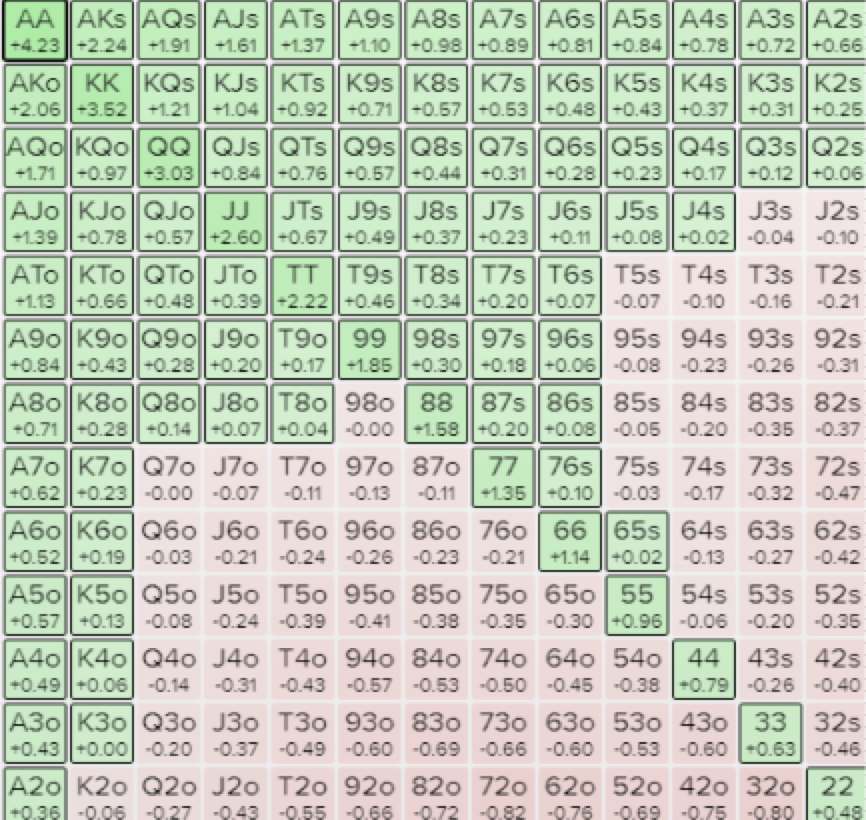 AA AKs AQs AJs ATs A9s A8s A7s A6s A5s A4s A3s A2s
+4.23 +2.24 +1.91 +1.61 +1.37 +1.10 +0.98 +0.89 +0.81 +0.84 +0.78 +0.72 +0.66
AKo KK KQs KJs KTs K9s K8s K7s K6s K5s K4s K3s K2s
+2.06 +3.52 +1.21 +1.04 +0.92 +0.71 +0.57 +0.53 +0.48 +0.43 +0.37 +0.31 +0.25
AQo KQo QQ QJs QTs Q9s Q8s Q7s Q6s Q5s Q4s Q3s Q2s
+1.71 +0.97 +3.03 +0.84 +0.76 +0.57 +0.44 +0.31 +0.28 +0.23 +0.17 +0.12 +0.06
AJo KJo QJo JJ JTs J9s J8s J7s J6s J5s J4s J3s J2s
+1.39 +0.78 +0.57 +2.60 +0.67 +0.49 +0.37 +0.23 +0.11 +0.08 +0.02 -0.04 -0.10
ATo KTo QTo JTo TT T9s T8s T7s T6s T5s T4s T3s T2s
+1.13 +0.66 +0.48 +0.39 +2.22 +0.46 +0.34 +0.20 +0.07 -0.07 -0.10 -0.16 -0.21
A9o K9o Q9o J9o T9o 99 98s 97s 96s 95s 94s 93s 92s
+0.84 +0.43 +0.28 +0.20 +0.17 +1.85 +0.30 +0.18 +0.06 -0.08 -0.23 -0.26 -0.31
A8o K8o Q8o J8o T8o 98o 88 87s 86s 85s 84s 83s 82s
+0.71 +0.28 +0.14 +0.07 +0.04 -0.00 +1.58 +0.20 +0.08 -0.05 -0.20 -0.35 -0.37
A7o K7o Q7o J7o T7o 97o 87o 77 76s 75s 74s 73s 72s
+0.62 +0.23 -0.00 -0.07 -0.11 -0.13 -0.11 +1.35 +0.10 -0.03 -0.17 -0.32 -0.47
A6o K6o Q6o J6o T6o 96o 86o 76o 66 65s 64s 63s 62s
+0.52 +0.19 -0.03 -0.21 -0.24 -0.26 -0.23 -0.21 +1.14 +0.02 -0.13 -0.27 -0.42
A5o K5o Q5o J5o T5o 95o 85o 75o 65o 55 54s 53s 52s
+0.57 +0.13 -0.08 -0.24 -0.39 -0.41 -0.38 -0.35 -0.30 +0.96 -0.06 -0.20 -0.35
A4o K4o Q4o J4o T4o 94o 84o 74o 64o 54o 44 43s 42s
+0.49 +0.06 -0.14 -0.31 -0.43 -0.57 -0.53 -0.50 -0.45 -0.38 +0.79 -0.26 -0.40
A3o K3o Q3o J3o T3o 93o 83o 73o 63o 53o 43o 33 32s
+0.43 +0.00 -0.20 -0.37 -0.49 -0.60 -0.69 -0.66 -0.60 -0.53 -0.60 +0.63 -0.46
A2o K2o Q2o J2o T2o 92o 82o 72o 62o 52o 42o 32o 22
+0.36 -0.06 -0.27 -0.43 -0.55 -0.66 -0.72 -0.82 -0.76 -0.69 -0.75 -0.80 +0.48